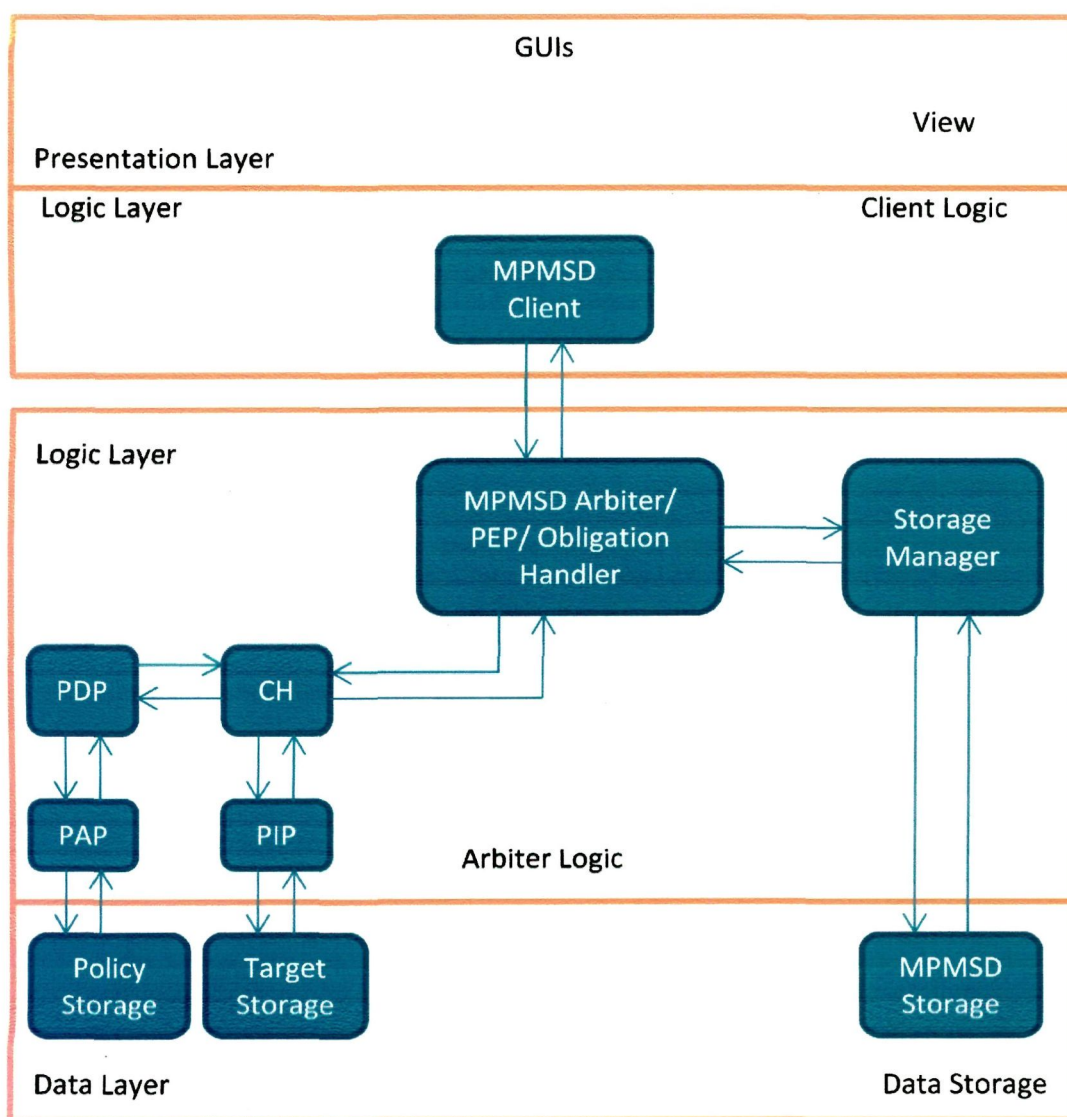 GUIs
View
Presentation Layer
Logic Layer
Client Logic
MPMSD
Client
Logic Layer
MPMSD Arbiter/
PEP/ Obligation
Handler
Storage
Manager
PDP
CH
PAP
PIP
Arbiter Logic
Policy
Storage
Target
Storage
MPMSD
Storage
Data Layer
Data Storage